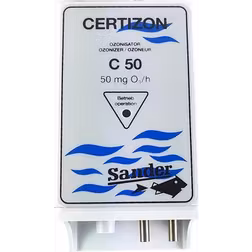 CERTIZON
OZONISATOR
OZONIZER / OZONEUR
C 50
50 mg O₃/h
Betrieb
operation
Sander